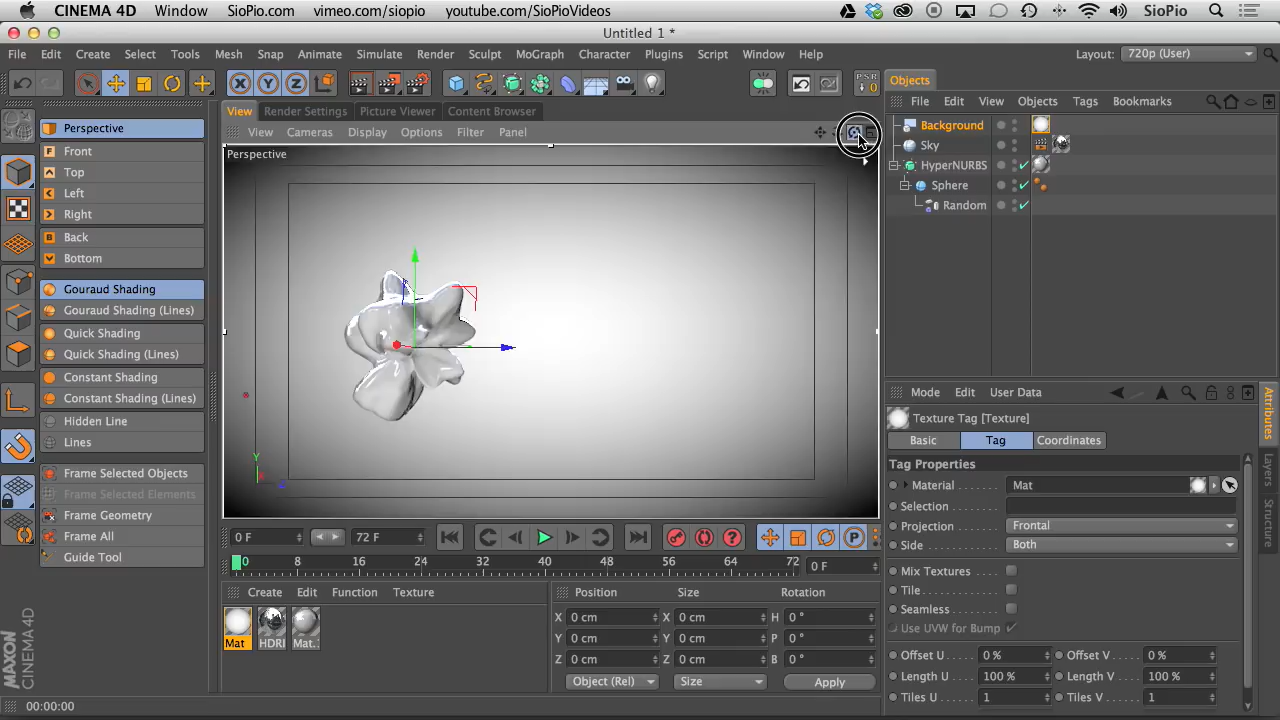 CINEMA 4D Window SioPio.com vimeo.com/siopio youtube.com/SioPioVideos SioPio
Untitled 1 *
File Edit Create Select Tools Mesh Snap Animate Simulate Render Sculpt MoGraph Character Plugins Script Window Help Layout: 720p (User)
X Y Z PSR 0
View Render Settings Picture Viewer Content Browser
Objects
File Edit View Objects Tags Bookmarks
View Cameras Display Options Filter Panel
Perspective
F Front
T Top
L Left
R Right
B Back
B Bottom
Gouraud Shading
Gouraud Shading (Lines)
Quick Shading
Quick Shading (Lines)
Constant Shading
Constant Shading (Lines)
Hidden Line
Lines
Frame Selected Objects
Frame Selected Elements
Frame Geometry
Frame All
Guide Tool
Perspective
Y
Z
Background
Sky
HyperNURBS
Sphere
Random
Mode Edit User Data
Texture Tag [Texture]
Basic Tag Coordinates
Tag Properties
Material Mat
Selection
Projection Frontal
Side Both
Mix Textures
Tile
Seamless
Use UVW for Bump
Offset U 0 % Offset V 0 %
Length U 100 % Length V 100 %
Tiles U 1 Tiles V 1
Attributes
Layers
Structure
0 F 72 F
0 8 16 24 32 40 48 56 64 72 0 F
Create Edit Function Texture
Mat HDRI Mat.
Position Size Rotation
X 0 cm X 0 cm H 0 °
Y 0 cm Y 0 cm P 0 °
Z 0 cm Z 0 cm B 0 °
Object (Rel) Size Apply
MAXON
CINEMA 4D
00:00:00